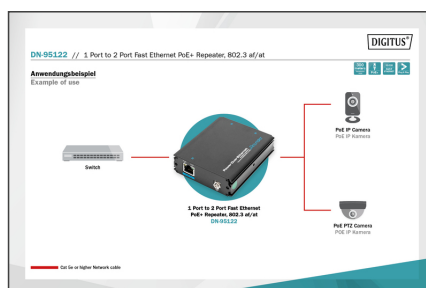 DIGITUS®
DN-95122 // 1 Port to 2 Port Fast Ethernet PoE+ Repeater, 802.3 af/at
Anwendungsbeispiel
Example of use
PoE IP Camera
PoE IP Kamera
Switch
1 Port to 2 Port Fast Ethernet
PoE+ Repeater, 802.3 af/at
DN-95122
PoE PTZ Camera
POE IP Kamera
Cat 5e or higher Network cable